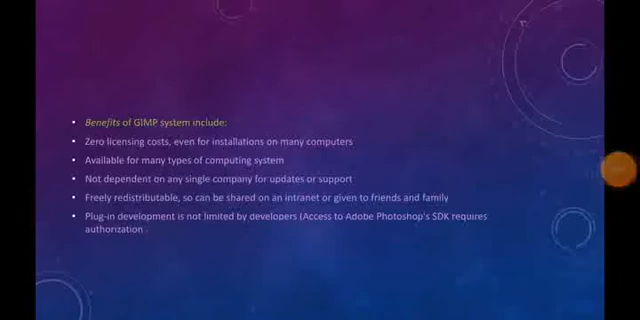 • Benefits of GIMP system include:
• Zero licensing costs, even for installations on many computers
• Available for many types of computing system
• Not dependent on any single company for updates or support
• Freely redistributable, so can be shared on an intranet or given to friends and family
• Plug-in development is not limited by developers (Access to Adobe Photoshop's SDK requires
authorization .